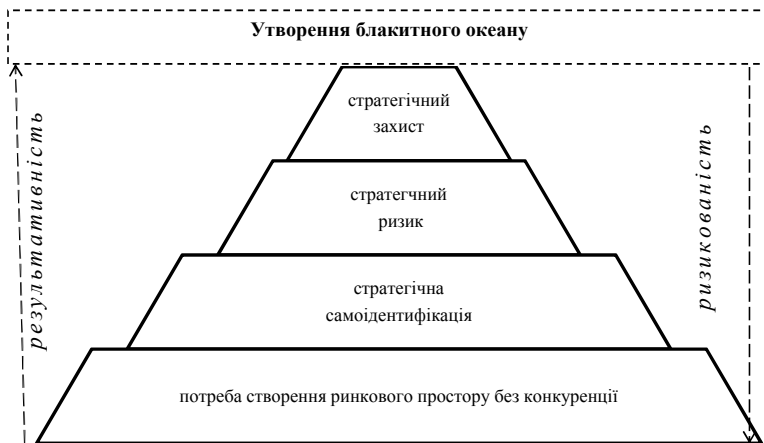 Утворення блакитного океану
стратегічний
захист
стратегчний
ризик
стратегічна
самоідентифікація
потреба створення ринкового простору без конкуренції
результативність
ризикованість